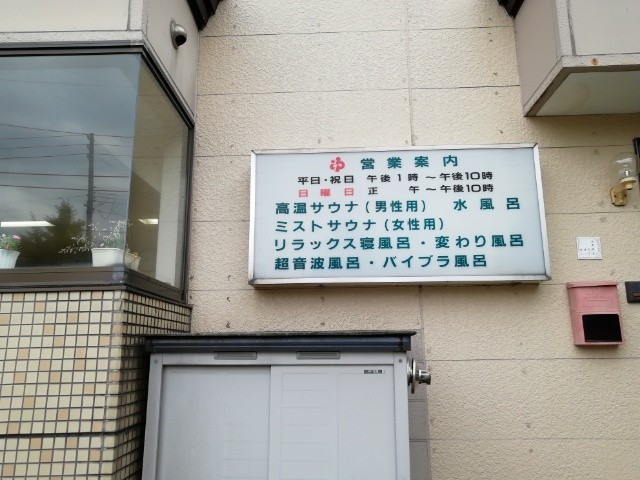 ゆ 営業案内
平日・祝日 午後1時～午後10時
日曜日 正 午～午後10時
高温サウナ(男性用) 水風呂
ミストサウナ(女性用)
リラックス寝風呂・変わり風呂
超音波風呂・バイブラ風呂